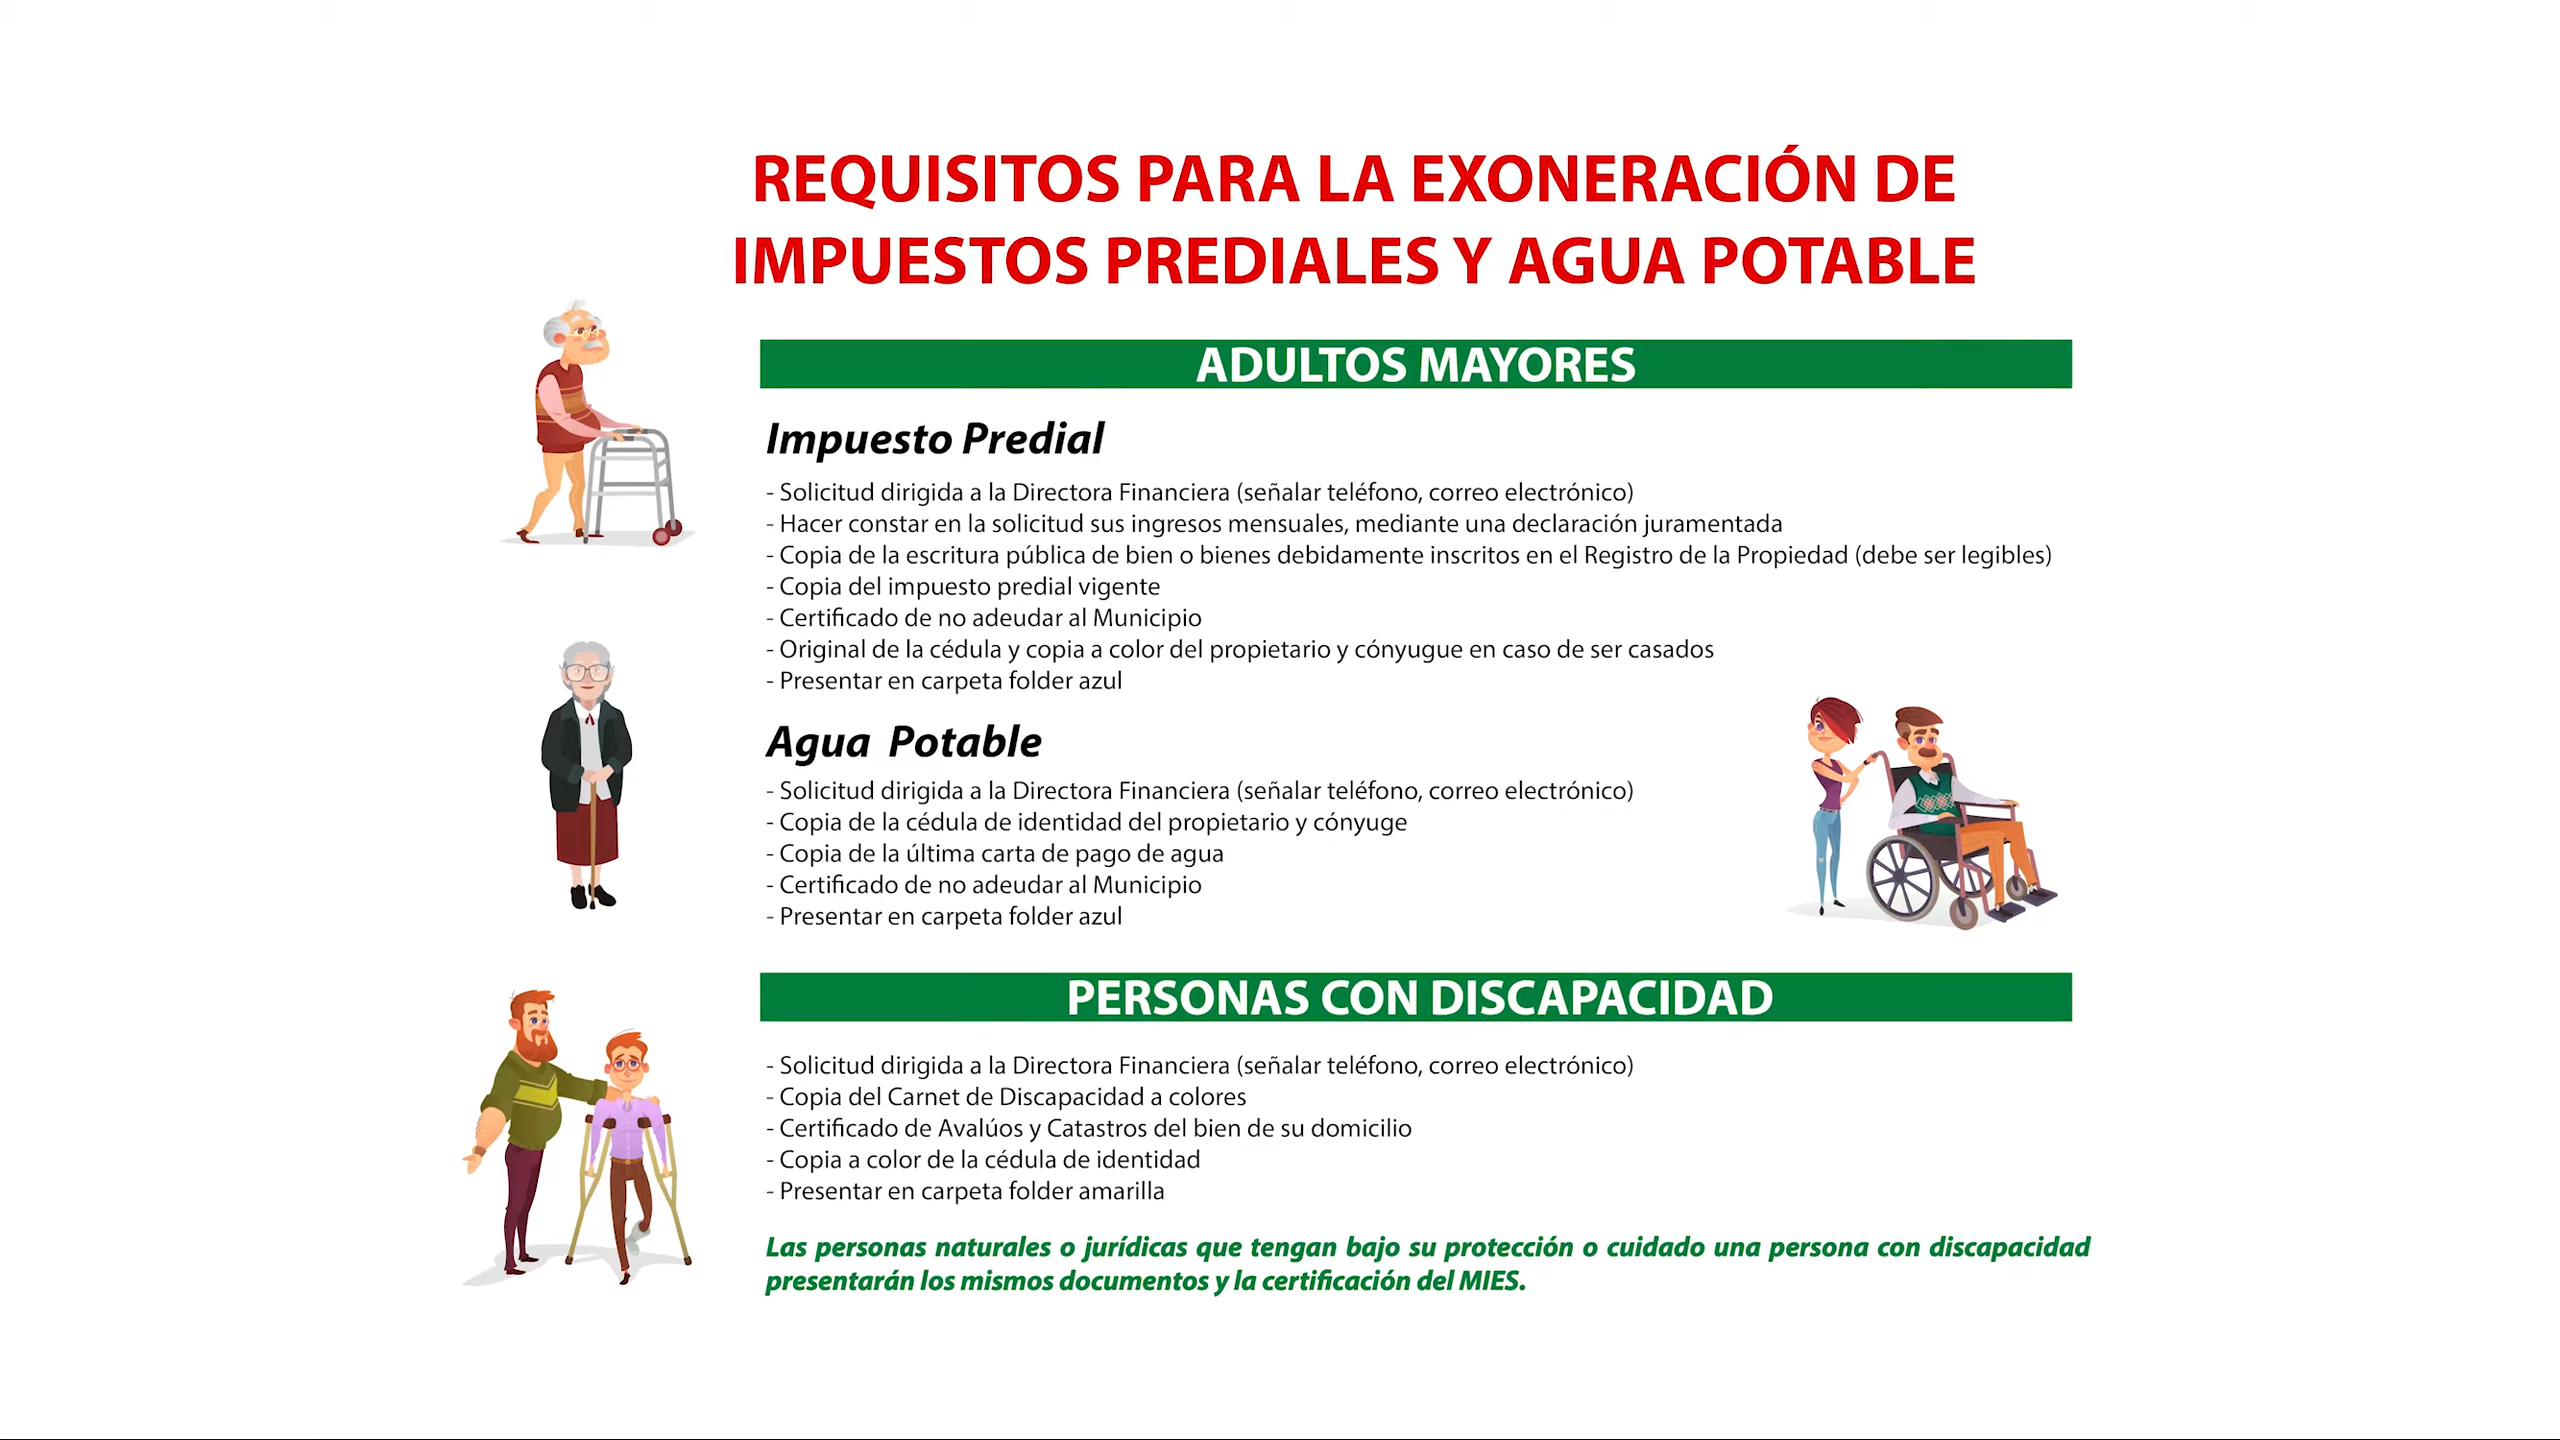 REQUISITOS PARA LA EXONERACIÓN DE
IMPUESTOS PREDIALES Y AGUA POTABLE
ADULTOS MAYORES
Impuesto Predial
- Solicitud dirigida a la Directora Financiera (señalar teléfono, correo electrónico)
- Hacer constar en la solicitud sus ingresos mensuales, mediante una declaración juramentada
- Copia de la escritura pública de bien o bienes debidamente inscritos en el Registro de la Propiedad (debe ser legibles)
- Copia del impuesto predial vigente
- Certificado de no adeudar al Municipio
- Original de la cédula y copia a color del propietario y cónyugue en caso de ser casados
- Presentar en carpeta folder azul
Agua Potable
- Solicitud dirigida a la Directora Financiera (señalar teléfono, correo electrónico)
- Copia de la cédula de identidad del propietario y cónyuge
- Copia de la última carta de pago de agua
- Certificado de no adeudar al Municipio
- Presentar en carpeta folder azul
PERSONAS CON DISCAPACIDAD
- Solicitud dirigida a la Directora Financiera (señalar teléfono, correo electrónico)
- Copia del Carnet de Discapacidad a colores
- Certificado de Avalúos y Catastros del bien de su domicilio
- Copia a color de la cédula de identidad
- Presentar en carpeta folder amarilla
Las personas naturales o jurídicas que tengan bajo su protección o cuidado una persona con discapacidad
presentarán los mismos documentos y la certificación del MIES.